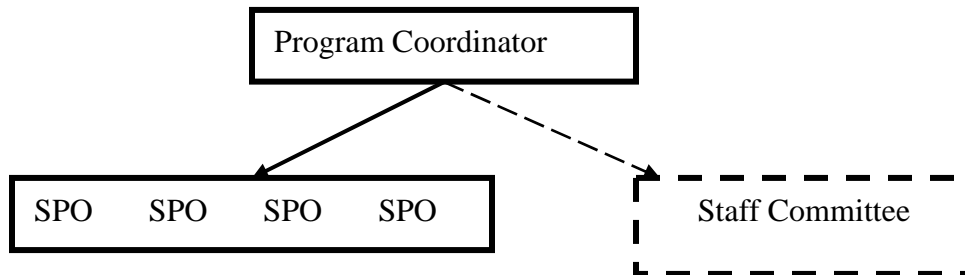 Program Coordinator
SPO SPO SPO SPO
Staff Committee